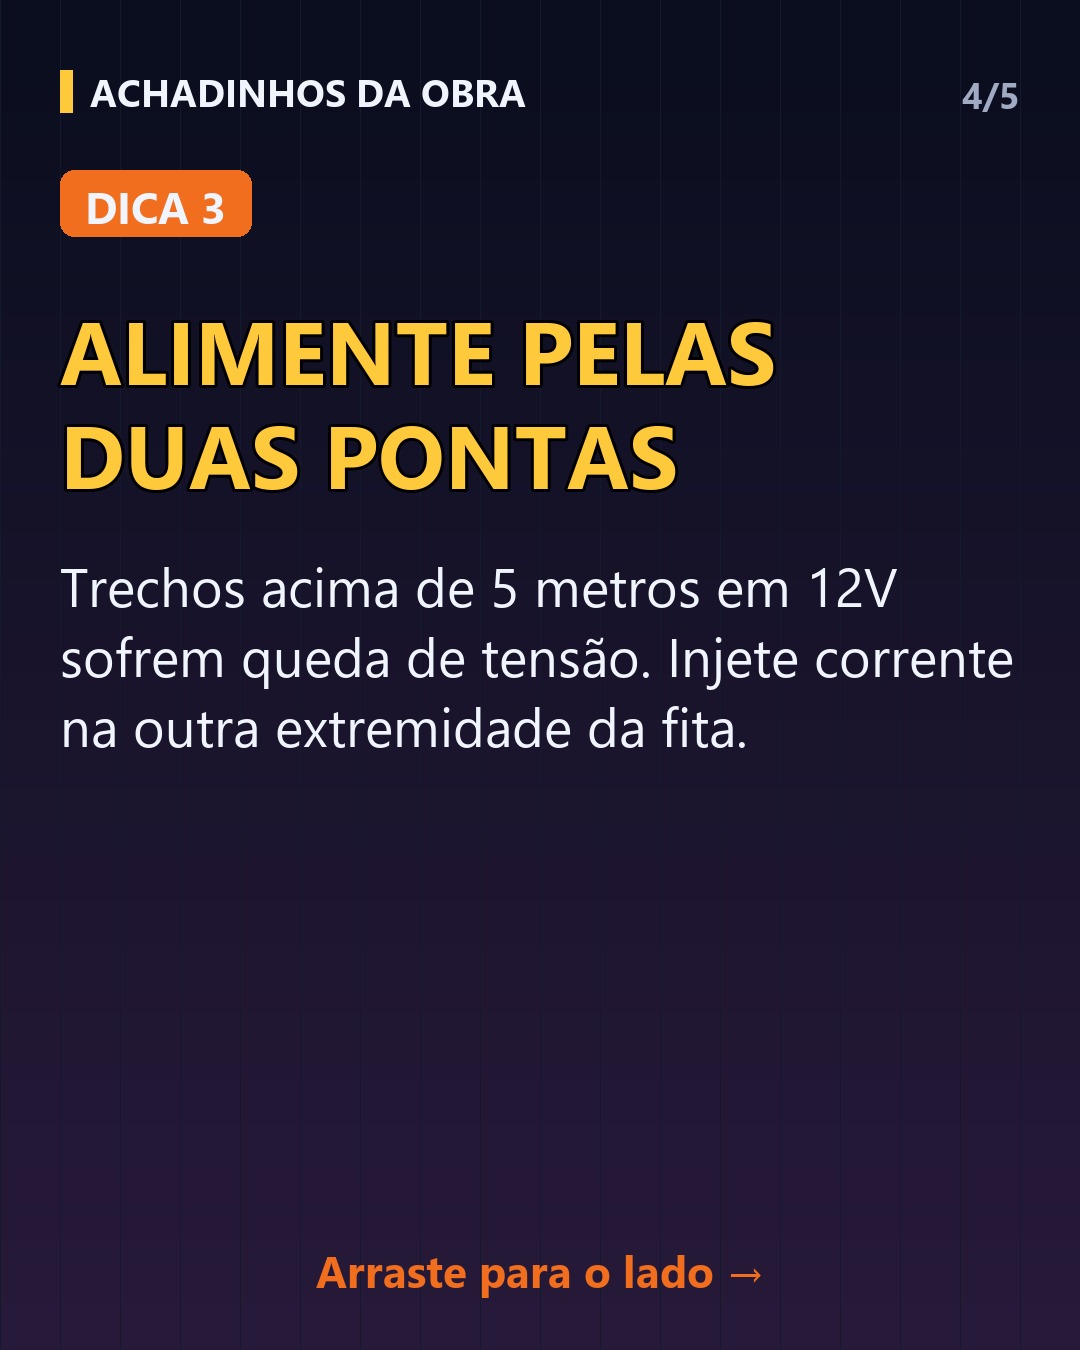 ACHADINHOS DA OBRA
4/5
DICA 3
ALIMENTE PELAS
DUAS PONTAS
Trechos acima de 5 metros em 12V
sofrem queda de tensão. Injete corrente
na outra extremidade da fita.
Arraste para o lado →